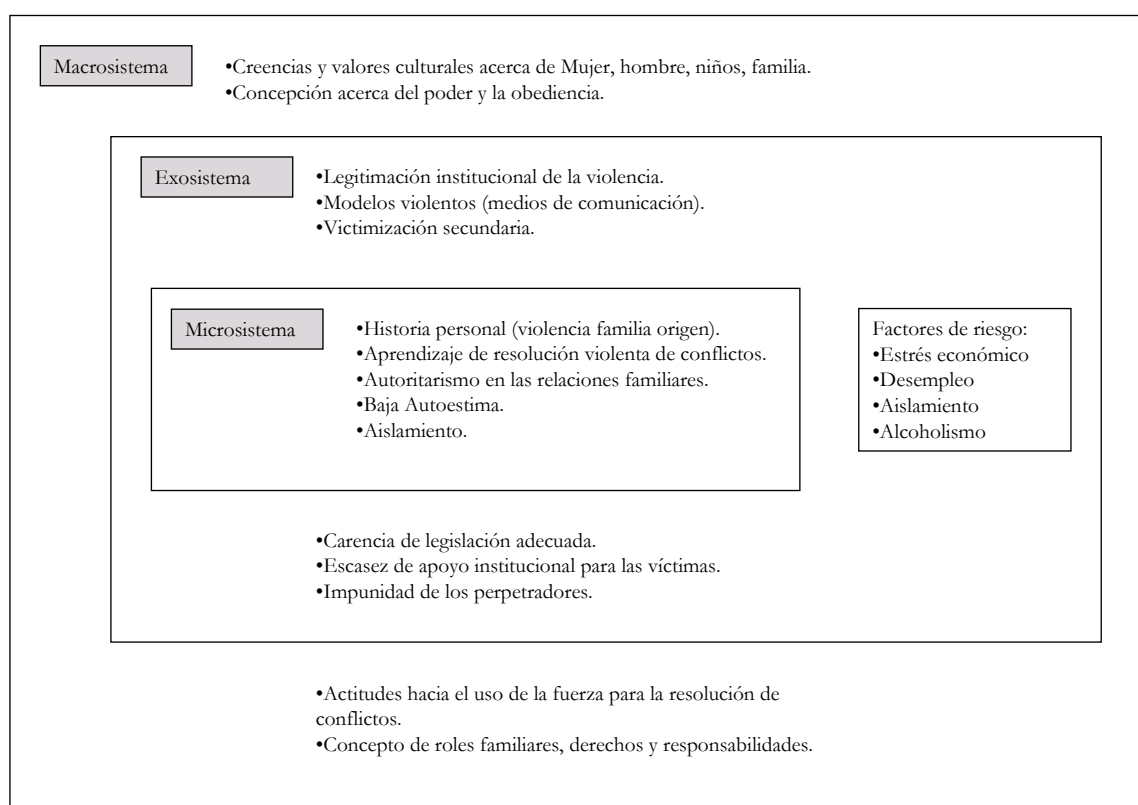 Macrosistema
•Creencias y valores culturales acerca de Mujer, hombre, niños, familia.
•Concepción acerca del poder y la obediencia.
Exosistema
•Legitimación institucional de la violencia.
•Modelos violentos (medios de comunicación).
•Victimización secundaria.
Microsistema
•Historia personal (violencia familia origen).
•Aprendizaje de resolución violenta de conflictos.
•Autoritarismo en las relaciones familiares.
•Baja Autoestima.
•Aislamiento.
Factores de riesgo:
•Estrés económico
•Desempleo
•Aislamiento
•Alcoholismo
•Carencia de legislación adecuada.
•Escasez de apoyo institucional para las víctimas.
•Impunidad de los perpetradores.
•Actitudes hacia el uso de la fuerza para la resolución de
conflictos.
•Concepto de roles familiares, derechos y responsabilidades.